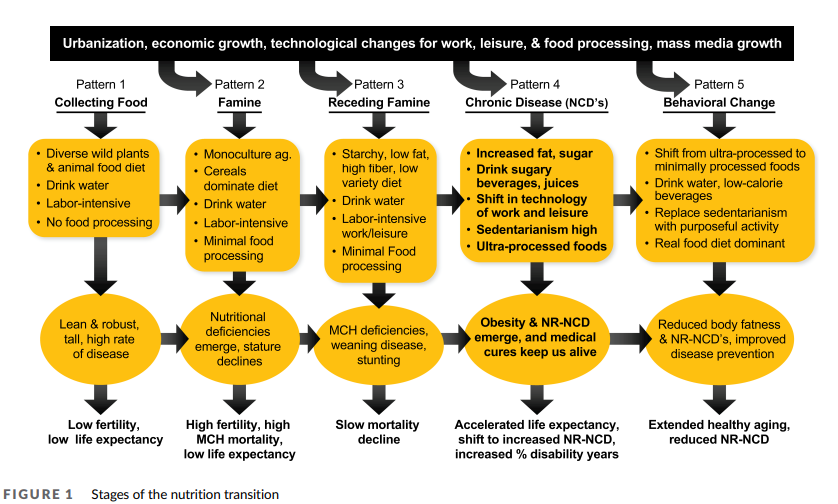 Urbanization, economic growth, technological changes for work, leisure, & food processing, mass media growth
Pattern 1
Collecting Food
• Diverse wild plants
& animal food diet
• Drink water
• Labor-intensive
• No food processing
Lean & robust,
tall, high rate
of disease
Low fertility,
low life expectancy
Pattern 2
Famine
• Monoculture ag.
• Cereals
dominate diet
• Drink water
• Labor-intensive
• Minimal food
processing
Nutritional
deficiencies
emerge, stature
declines
High fertility, high
MCH mortality,
low life expectancy
Pattern 3
Receding Famine
• Starchy, low fat,
high fiber, low
variety diet
• Drink water
• Labor-intensive
work/leisure
• Minimal Food
processing
MCH deficiencies,
weaning disease,
stunting
Slow mortality
decline
Pattern 4
Chronic Disease (NCD's)
• Increased fat, sugar
• Drink sugary
beverages, juices
• Shift in technology
of work and leisure
• Sedentarism high
• Ultra-processed foods
Obesity & NR-NCD
emerge, and medical
cures keep us alive
Accelerated life expectancy,
shift to increased NR-NCD,
increased % disability years
Pattern 5
Behavioral Change
• Shift from ultra-processed to
minimally processed foods
• Drink water, low-calorie
beverages
• Replace sedentarianism
with purposeful activity
• Real food diet dominant
Reduced body fatness
& NR-NCD's, improved
disease prevention
Extended healthy aging,
reduced NR-NCD
FIGURE 1 Stages of the nutrition transition